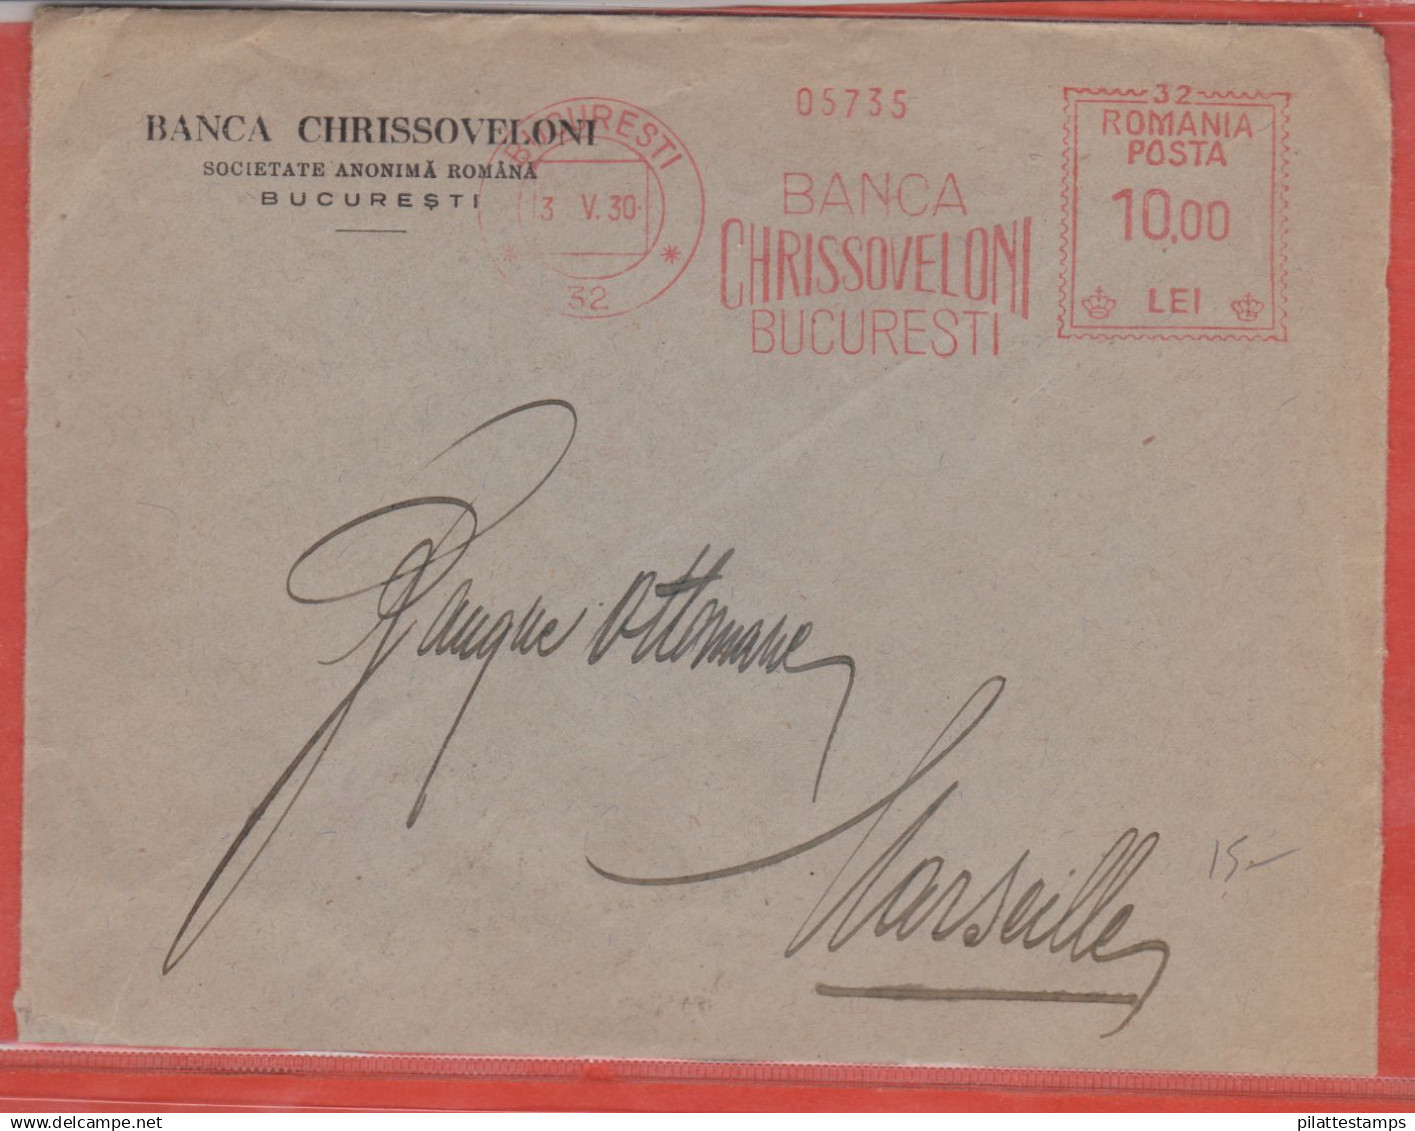 BANCA CHRISSOVELONI
SOCIETATE ANONIMĂ ROMÂNĂ
BUCUREȘTI
BUCURESTI
3 V. 30
32
05735
BANCA
CHRISSOVELONI
BUCURESTI
32
ROMANIA
POSTA
10,00
LEI
Banque Ottomane
Marseille
15-
pilattestamps